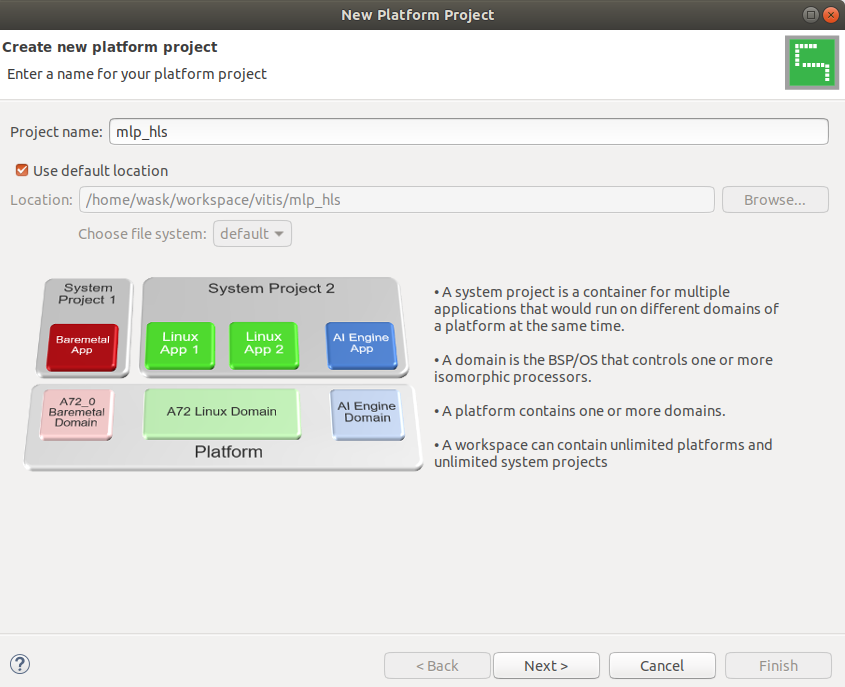 New Platform Project
Create new platform project
Enter a name for your platform project
Project name: mlp_hls
Use default location
Location: /home/wask/workspace/vitis/mlp_hls Browse...
Choose file system: default
System
Project 1
System Project 2
Baremetal
App
Linux
App 1
Linux
App 2
AI Engine
App
A72_0
Baremetal
Domain
A72 Linux Domain
AI Engine
Domain
Platform
• A system project is a container for multiple
applications that would run on different domains of
a platform at the same time.
• A domain is the BSP/OS that controls one or more
isomorphic processors.
• A platform contains one or more domains.
• A workspace can contain unlimited platforms and
unlimited system projects
? < Back Next > Cancel Finish